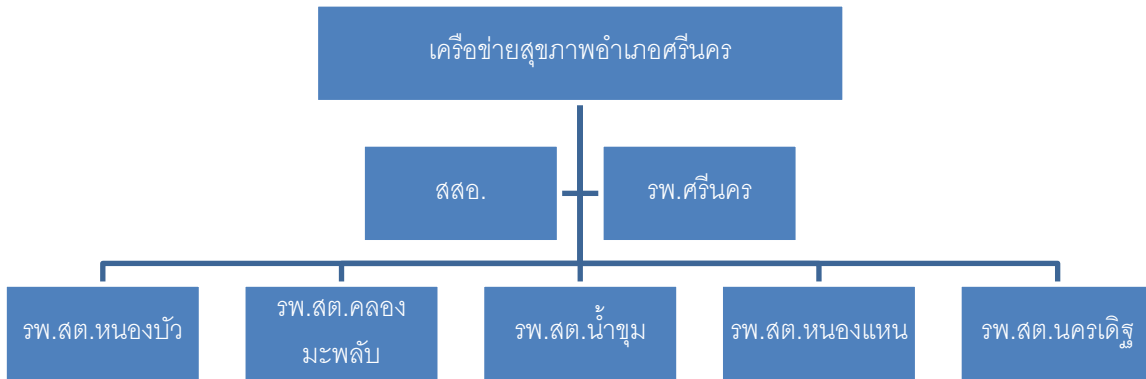 เครือข่ายสุขภาพอำเภอศรีนคร
สสอ.
รพ.ศรีนคร
รพ.สต.หนองบัว
รพ.สต.คลอง
มะพลับ
รพ.สต.น้ำขุม
รพ.สต.หนองแหน
รพ.สต.นครเดิฐ